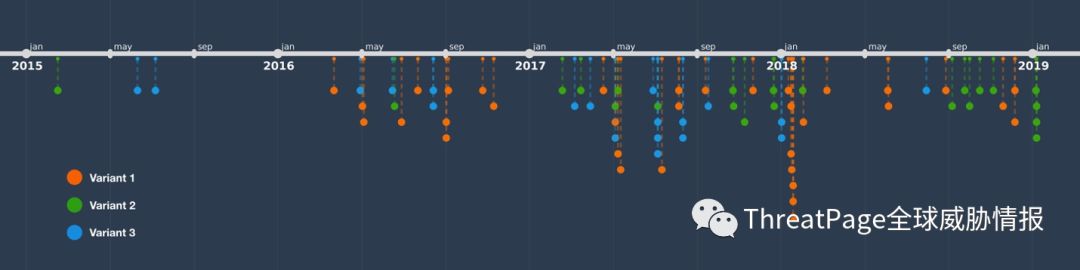 jan may sep jan may sep jan may sep jan may sep jan
2015 2016 2017 2018 2019
Variant 1
Variant 2
Variant 3
ThreatPage全球威胁情报